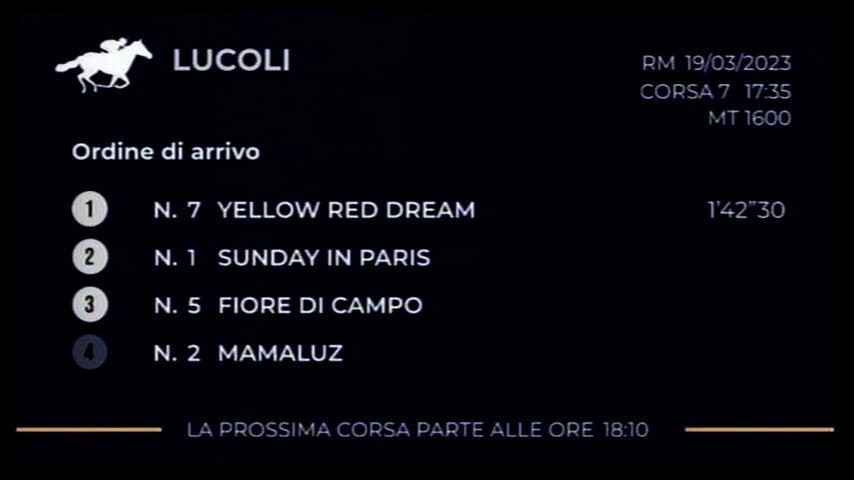 LUCOLI
RM 19/03/2023
CORSA 7 17:35
MT 1600
Ordine di arrivo
1 N. 7 YELLOW RED DREAM 1'42"30
2 N. 1 SUNDAY IN PARIS
3 N. 5 FIORE DI CAMPO
4 N. 2 MAMALUZ
LA PROSSIMA CORSA PARTE ALLE ORE 18:10